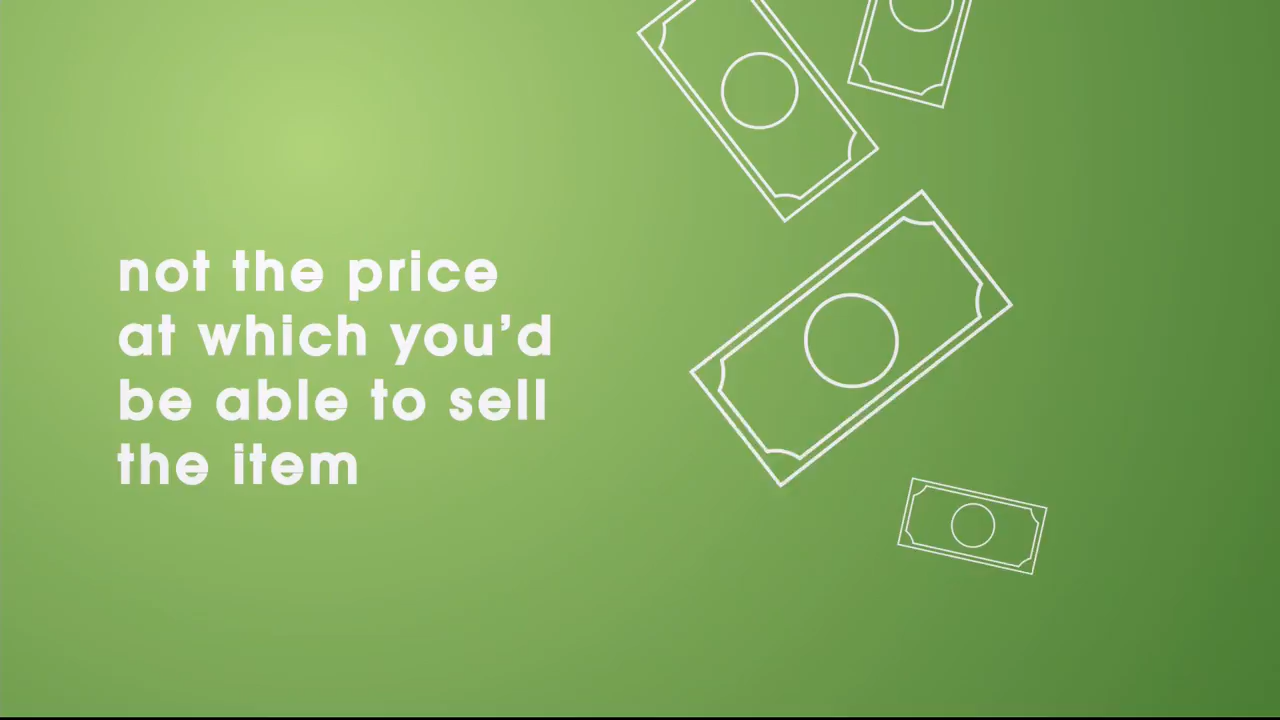 not the price
at which you’d
be able to sell
the item